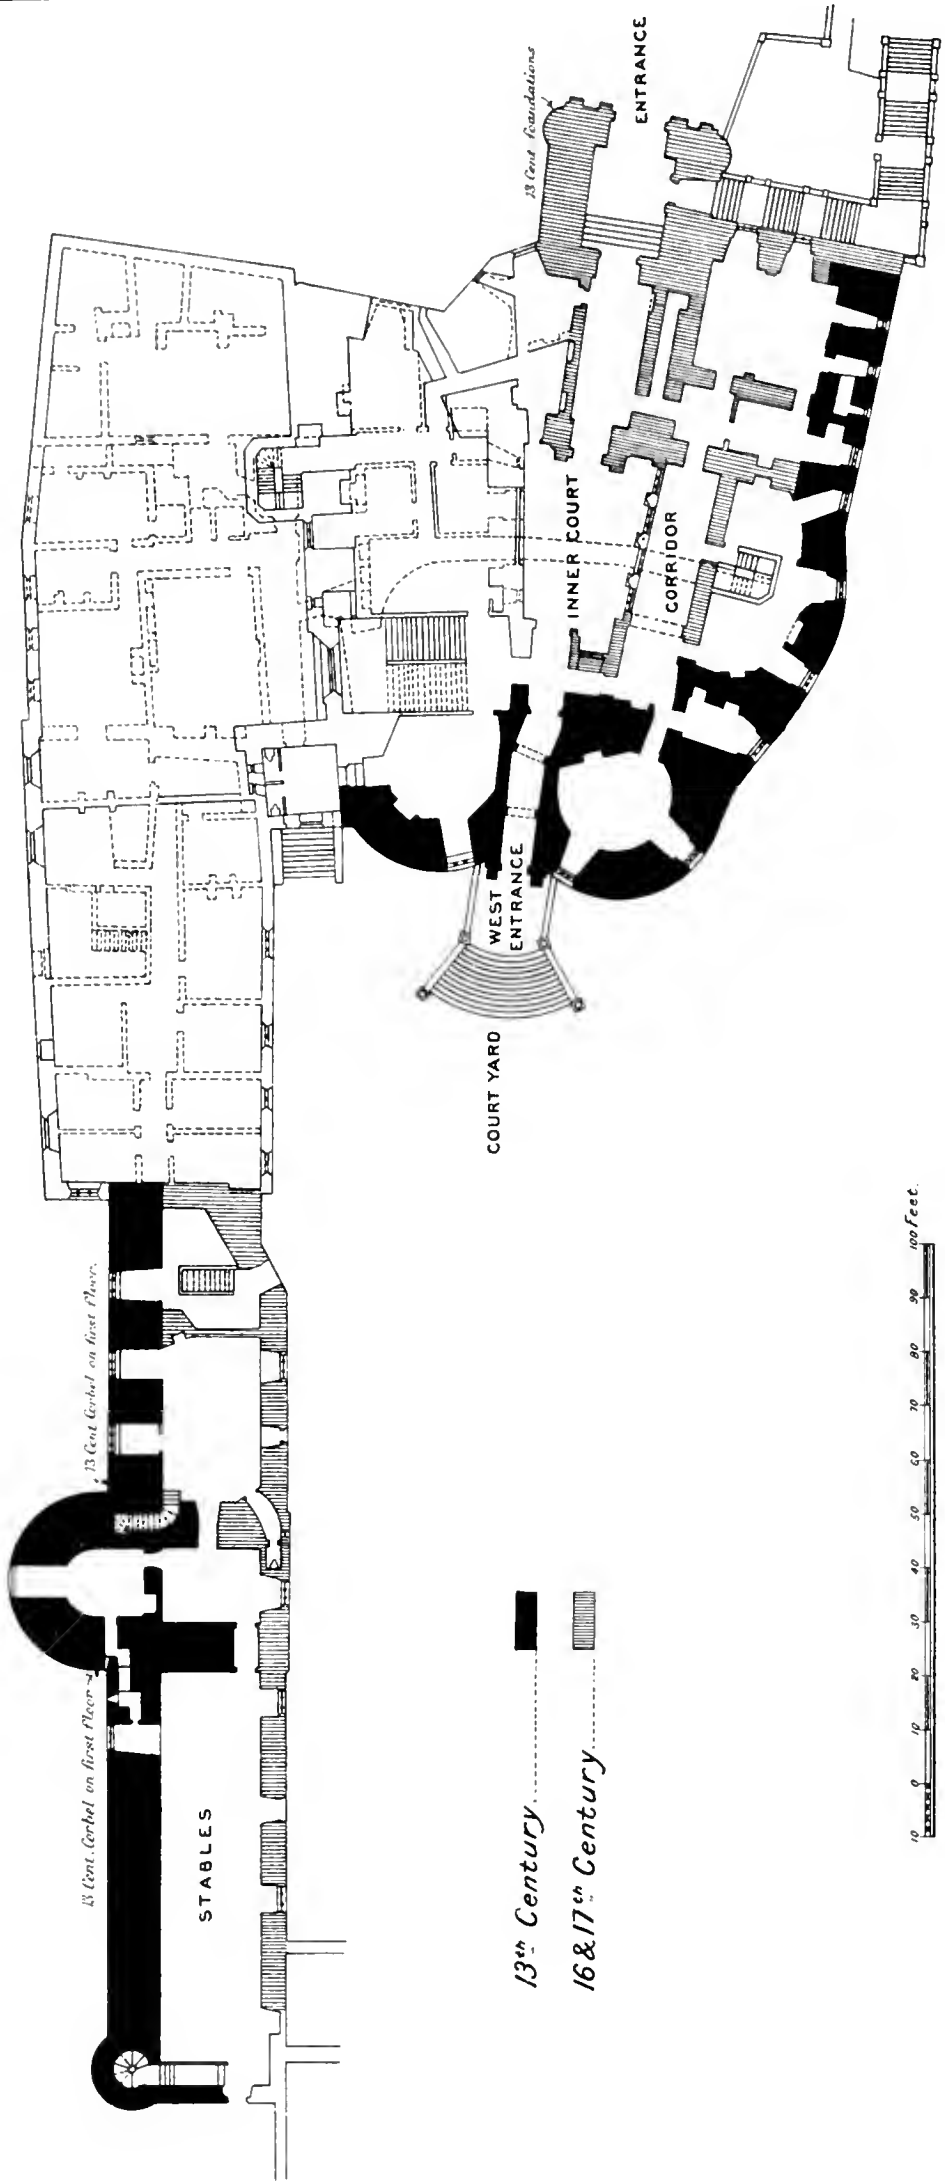 13 Cent. Corbel on first floor
13 Cent Corbel on first floor.
STABLES
COURT YARD
WEST
ENTRANCE
INNER COURT
CORRIDOR
13 Cent foundations
ENTRANCE
13th Century
16 & 17th Century
10 0 10 20 30 40 50 60 70 80 90 100 Feet.